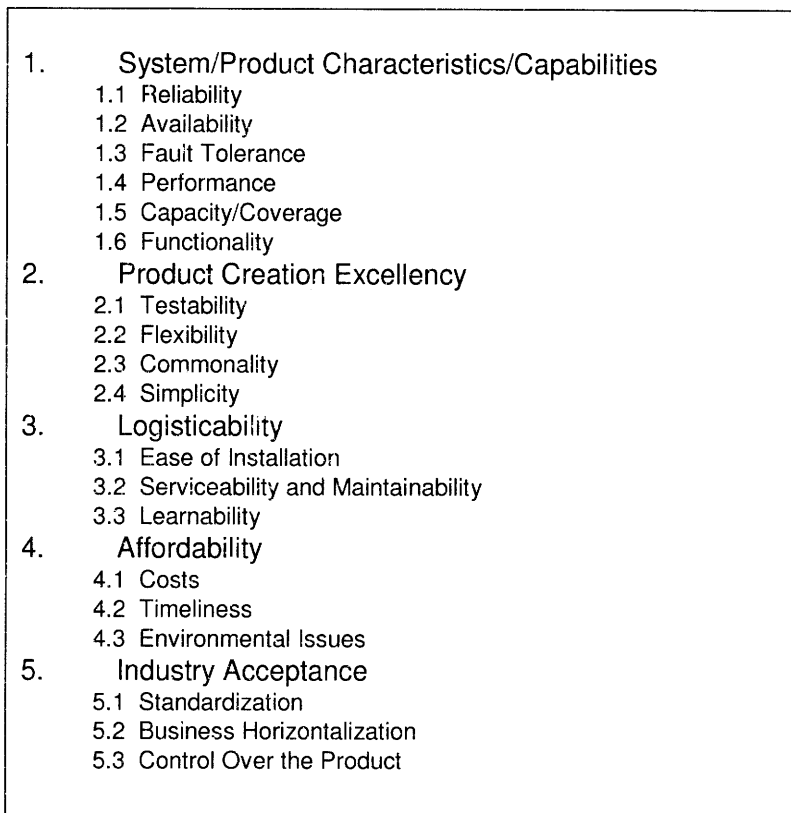 1. System/Product Characteristics/Capabilities
1.1 Reliability
1.2 Availability
1.3 Fault Tolerance
1.4 Performance
1.5 Capacity/Coverage
1.6 Functionality
2. Product Creation Excellency
2.1 Testability
2.2 Flexibility
2.3 Commonality
2.4 Simplicity
3. Logisticability
3.1 Ease of Installation
3.2 Serviceability and Maintainability
3.3 Learnability
4. Affordability
4.1 Costs
4.2 Timeliness
4.3 Environmental Issues
5. Industry Acceptance
5.1 Standardization
5.2 Business Horizontalization
5.3 Control Over the Product